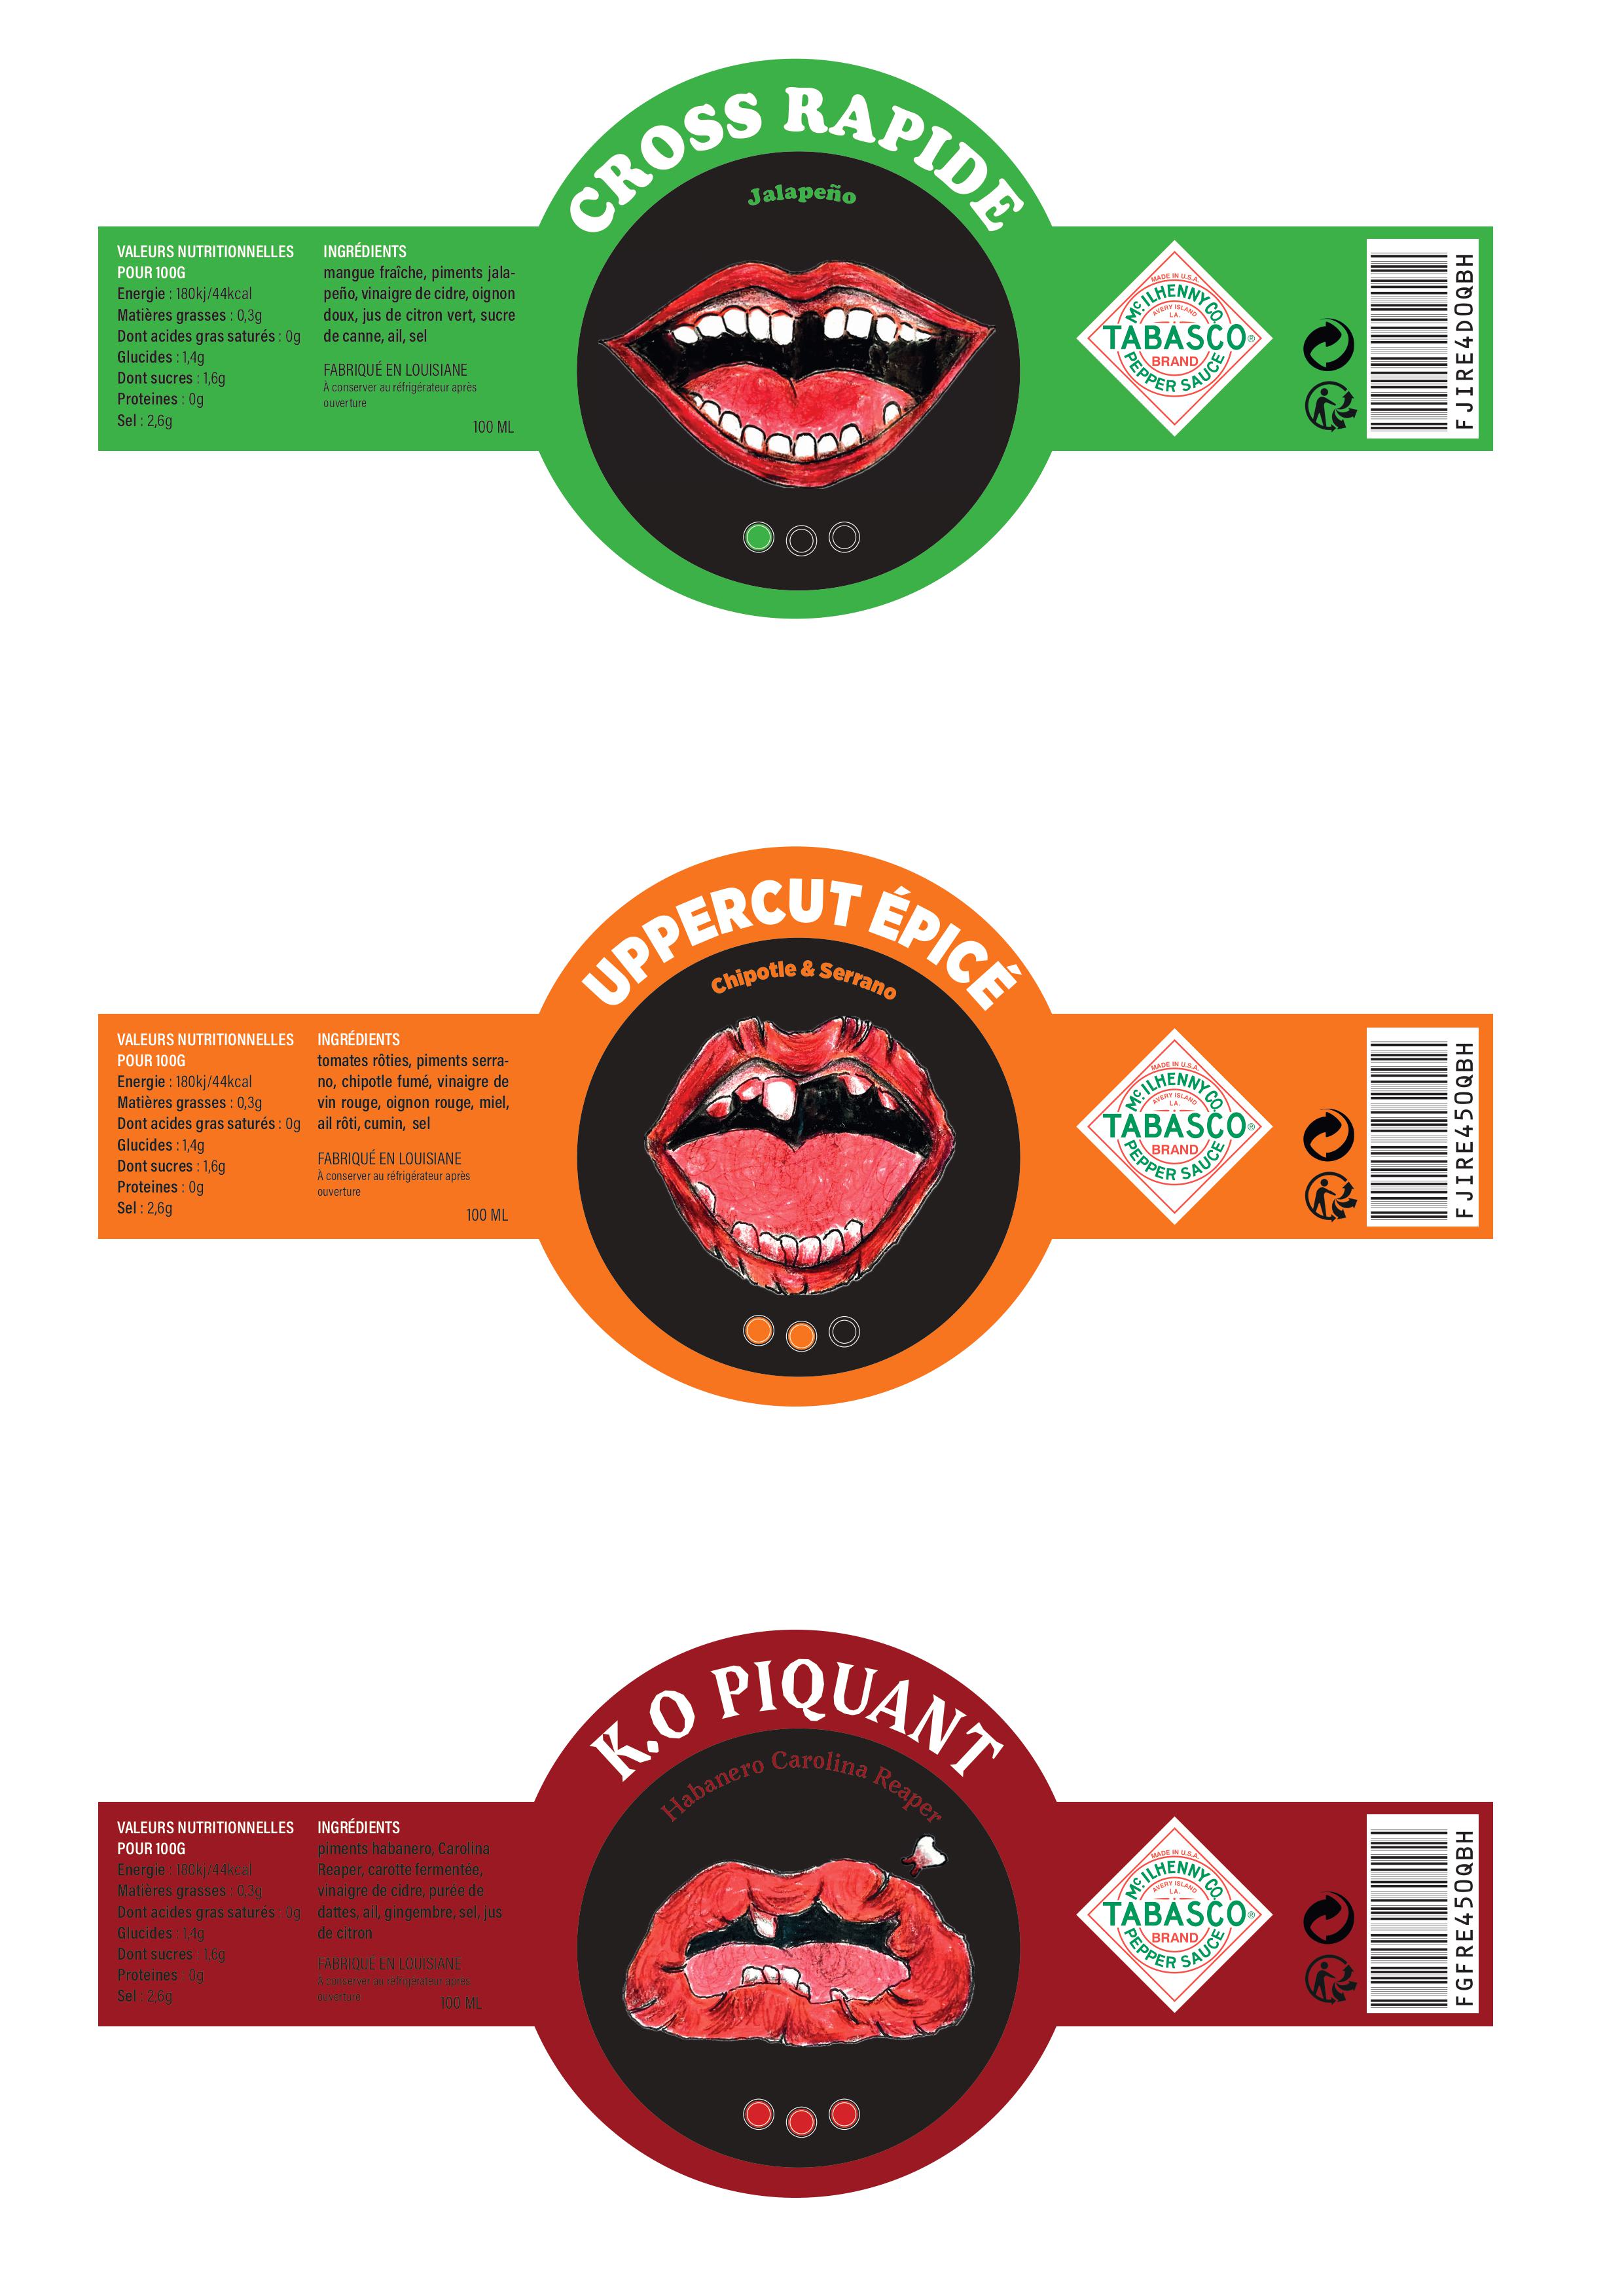 CROSS RAPIDE
Jalapeño
VALEURS NUTRITIONNELLES
POUR 100G
Energie : 180kj/44kcal
Matières grasses : 0,3g
Dont acides gras saturés : 0g
Glucides : 1,4g
Dont sucres : 1,6g
Proteines : 0g
Sel : 2,6g
INGRÉDIENTS
mangue fraîche, piments jala-
peño, vinaigre de cidre, oignon
doux, jus de citron vert, sucre
de canne, ail, sel
FABRIQUÉ EN LOUISIANE
À conserver au réfrigérateur après
ouverture
100 ML
MADE IN U.S.A.
McILHENNY CO.
AVERY ISLAND
LA.
TABASCO®
BRAND
PEPPER SAUCE
FJIRE4DOQBH
UPPERCUT ÉPICÉ
Chipotle & Serrano
VALEURS NUTRITIONNELLES
POUR 100G
Energie : 180kj/44kcal
Matières grasses : 0,3g
Dont acides gras saturés : 0g
Glucides : 1,4g
Dont sucres : 1,6g
Proteines : 0g
Sel : 2,6g
INGRÉDIENTS
tomates rôties, piments serra-
no, chipotle fumé, vinaigre de
vin rouge, oignon rouge, miel,
ail rôti, cumin, sel
FABRIQUÉ EN LOUISIANE
À conserver au réfrigérateur après
ouverture
100 ML
MADE IN U.S.A.
McILHENNY CO.
AVERY ISLAND
LA.
TABASCO®
BRAND
PEPPER SAUCE
FJIRE45OQBH
K.O PIQUANT
Habanero Carolina Reaper
VALEURS NUTRITIONNELLES
POUR 100G
Energie : 180kj/44kcal
Matières grasses : 0,3g
Dont acides gras saturés : 0g
Glucides : 1,4g
Dont sucres : 1,6g
Proteines : 0g
Sel : 2,6g
INGRÉDIENTS
piments habanero, Carolina
Reaper, carotte fermentée,
vinaigre de cidre, purée de
dattes, ail, gingembre, sel, jus
de citron
FABRIQUÉ EN LOUISIANE
À conserver au réfrigérateur après
ouverture
100 ML
MADE IN U.S.A.
McILHENNY CO.
AVERY ISLAND
LA.
TABASCO®
BRAND
PEPPER SAUCE
FGFRE45OQBH